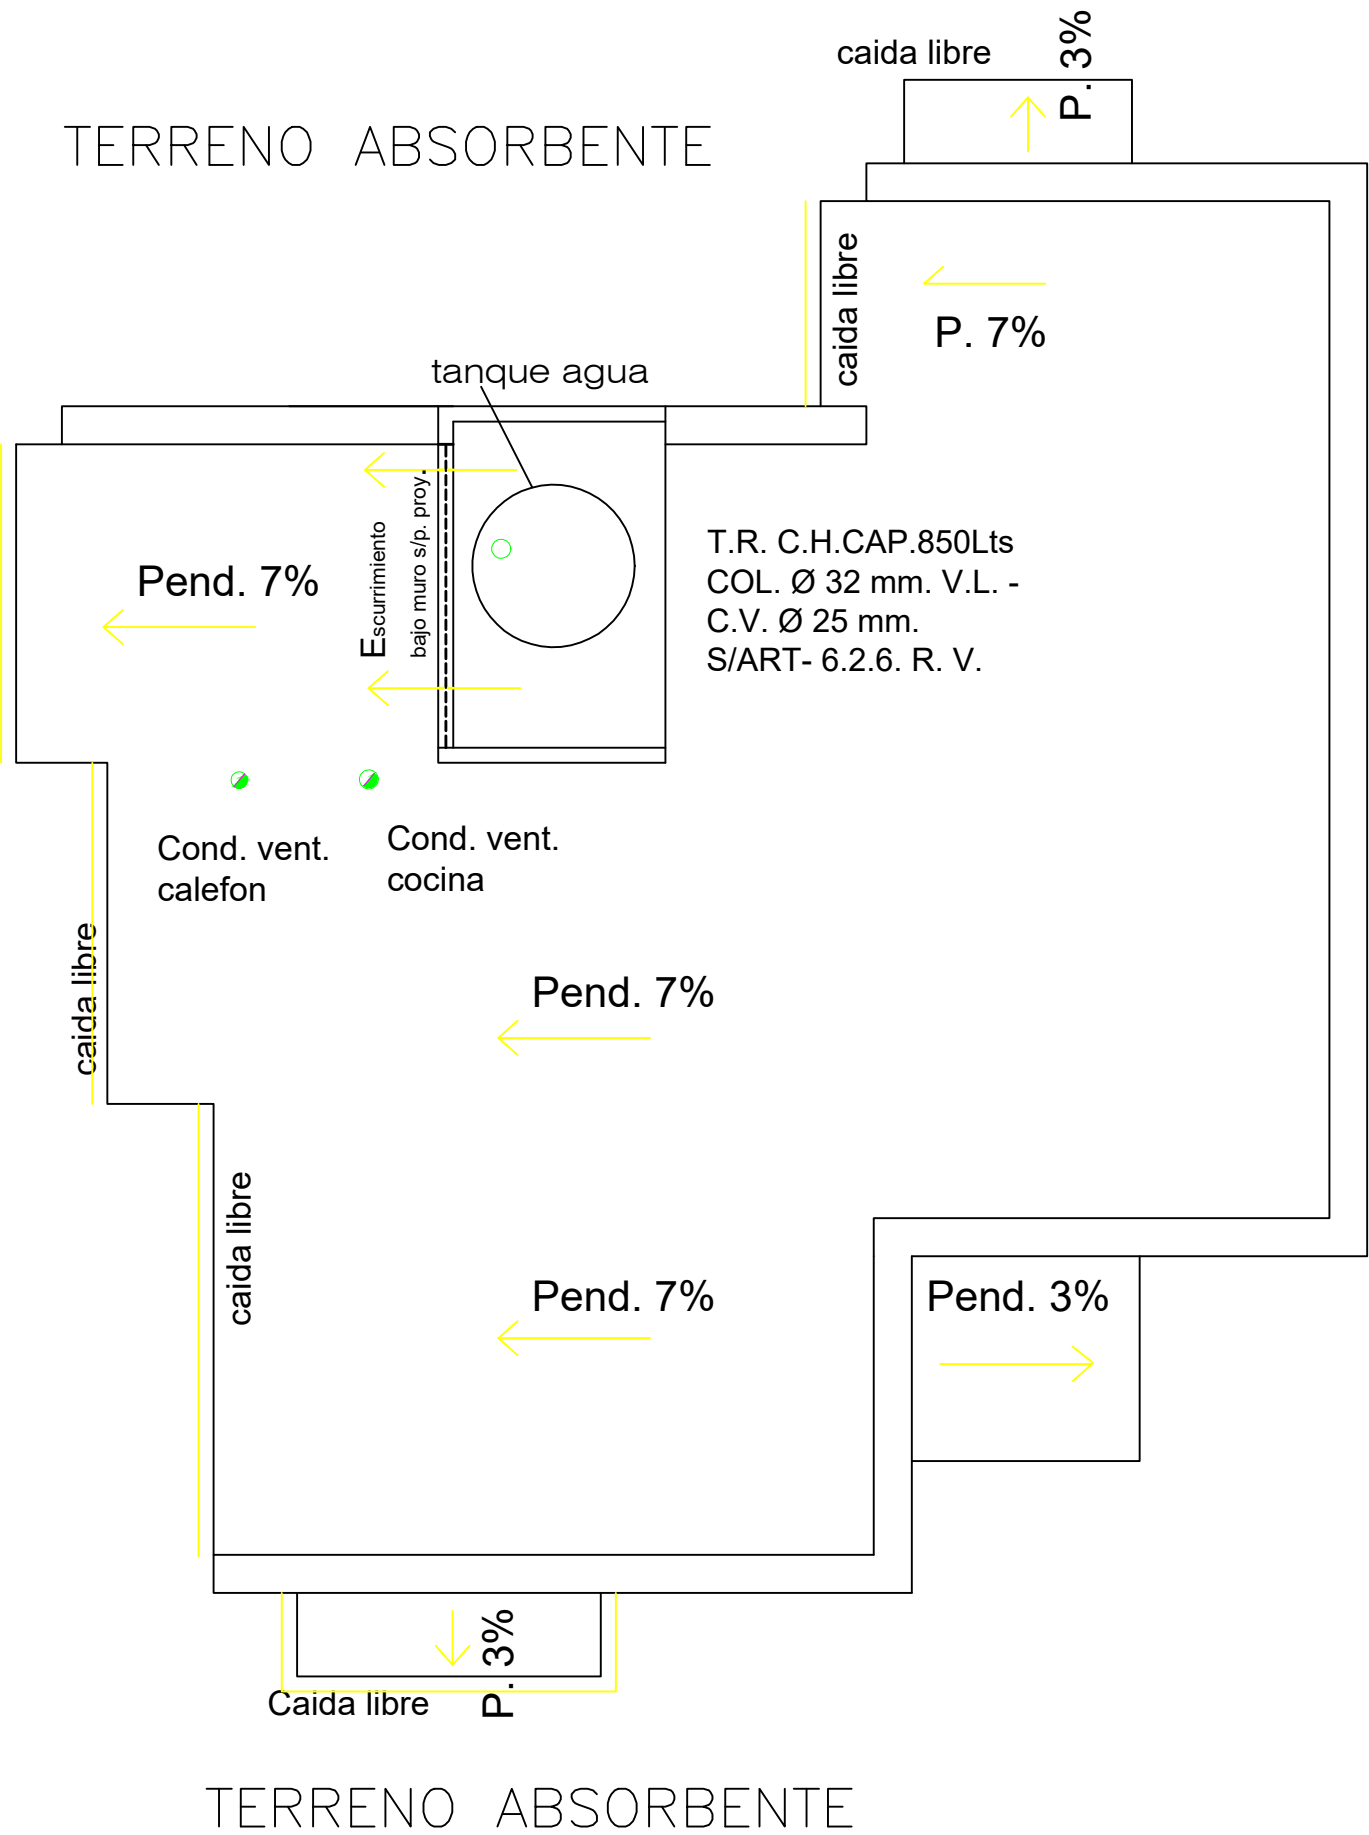 caida libre
P. 3%
TERRENO ABSORBENTE
caida libre
P. 7%
tanque agua
Escurrimiento
bajo muro s/p. proy.
T.R. C.H.CAP.850Lts
COL. Ø 32 mm. V.L. -
C.V. Ø 25 mm.
S/ART- 6.2.6. R. V.
Pend. 7%
Cond. vent.
calefon
Cond. vent.
cocina
caida libre
Pend. 7%
caida libre
Pend. 7%
Pend. 3%
P. 3%
Caida libre
TERRENO ABSORBENTE